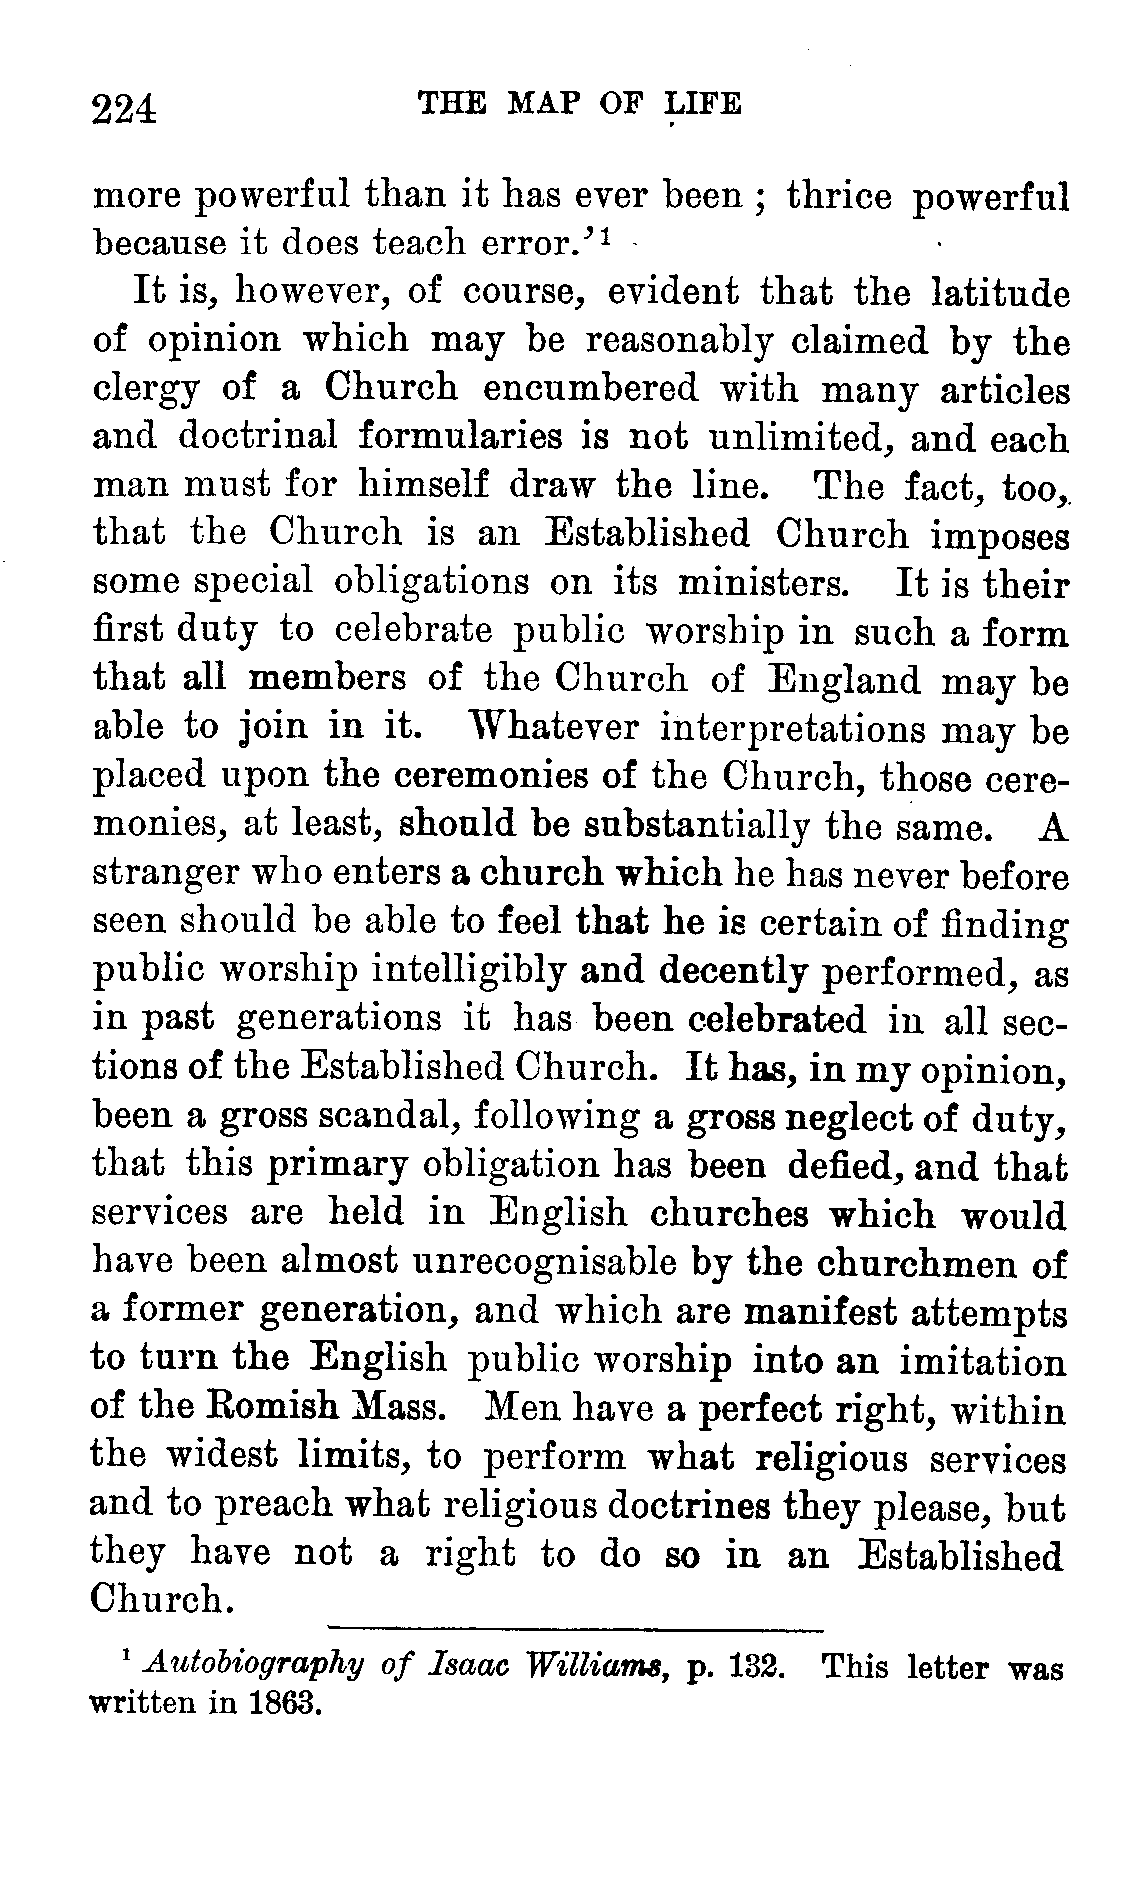 224 THE MAP OF LIFE
more powerful than it has ever been ; thrice powerful
because it does teach error.’¹
It is, however, of course, evident that the latitude
of opinion which may be reasonably claimed by the
clergy of a Church encumbered with many articles
and doctrinal formularies is not unlimited, and each
man must for himself draw the line. The fact, too,
that the Church is an Established Church imposes
some special obligations on its ministers. It is their
first duty to celebrate public worship in such a form
that all members of the Church of England may be
able to join in it. Whatever interpretations may be
placed upon the ceremonies of the Church, those cere-
monies, at least, should be substantially the same. A
stranger who enters a church which he has never before
seen should be able to feel that he is certain of finding
public worship intelligibly and decently performed, as
in past generations it has been celebrated in all sec-
tions of the Established Church. It has, in my opinion,
been a gross scandal, following a gross neglect of duty,
that this primary obligation has been defied, and that
services are held in English churches which would
have been almost unrecognisable by the churchmen of
a former generation, and which are manifest attempts
to turn the English public worship into an imitation
of the Romish Mass. Men have a perfect right, within
the widest limits, to perform what religious services
and to preach what religious doctrines they please, but
they have not a right to do so in an Established
Church.
¹ Autobiography of Isaac Williams, p. 132. This letter was
written in 1863.